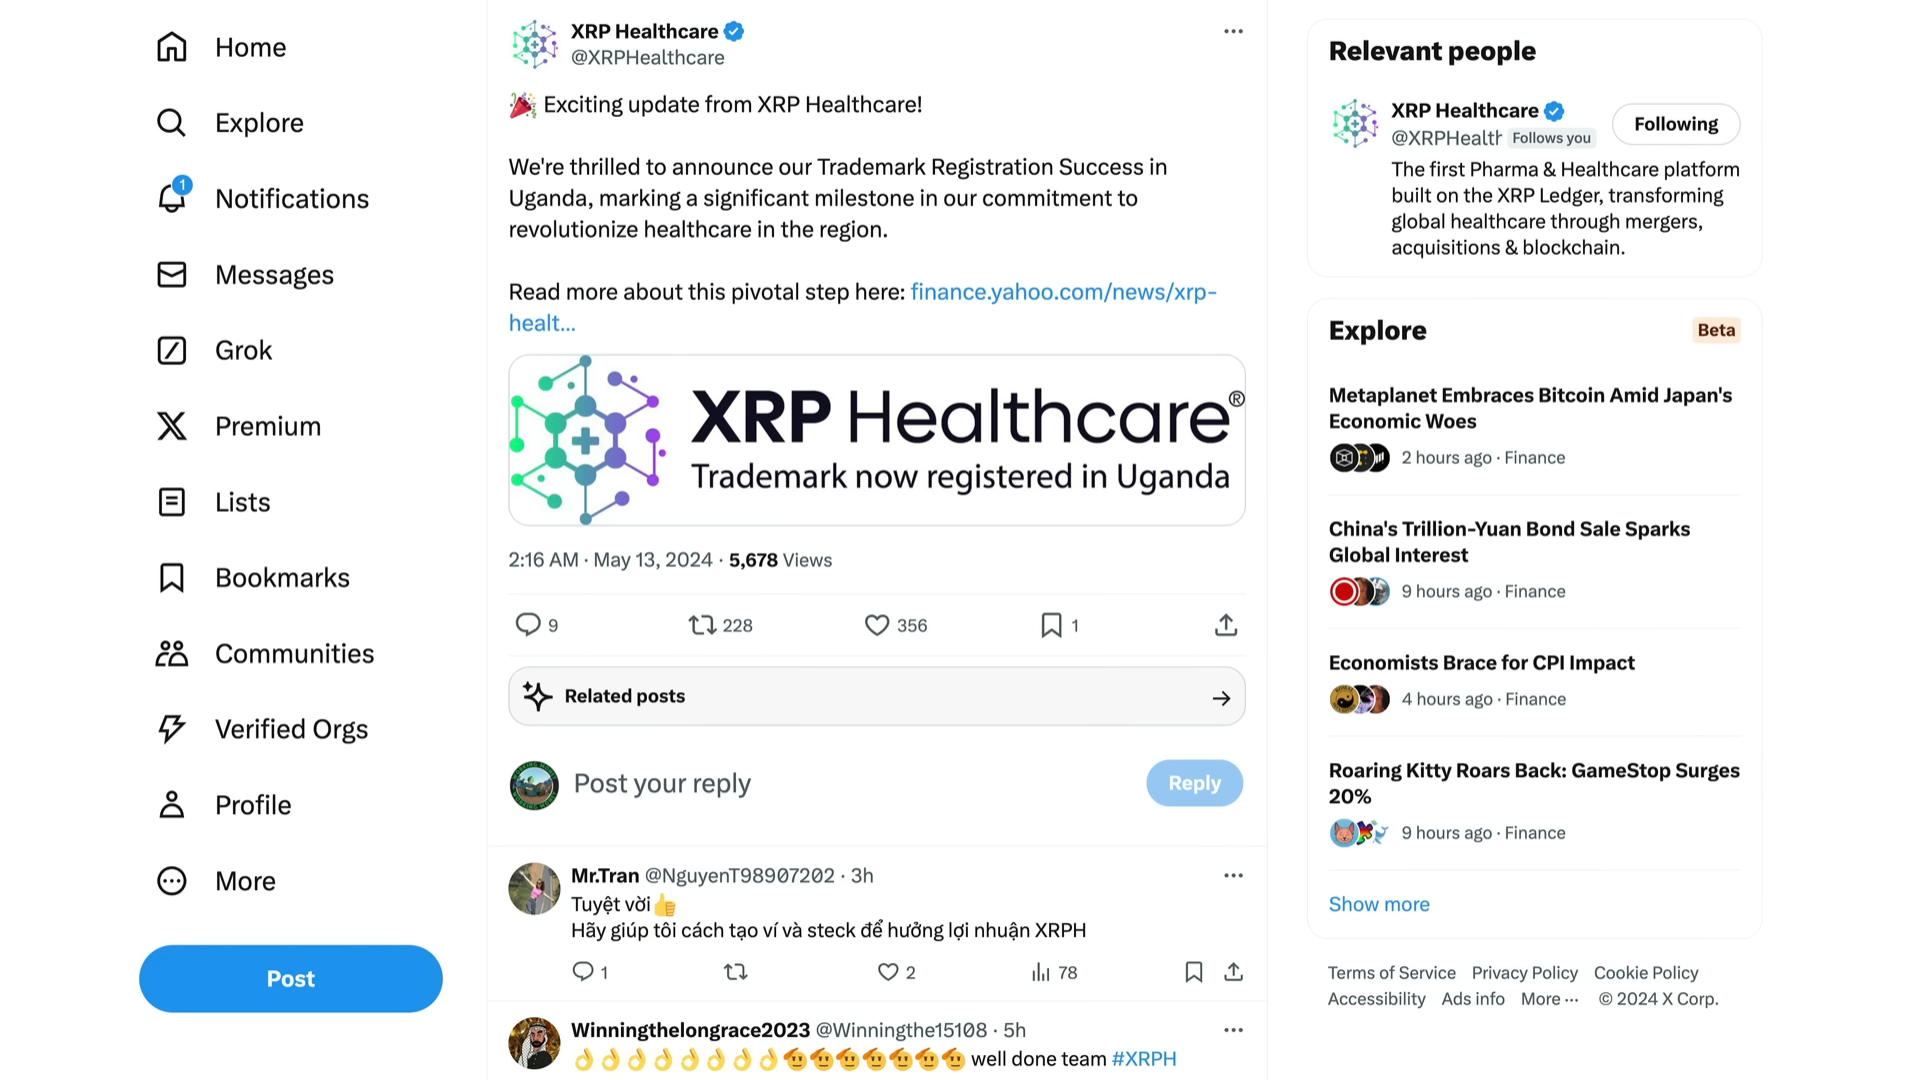 Home
Explore
1
Notifications
Messages
Grok
Premium
Lists
Bookmarks
Communities
Verified Orgs
Profile
More
Post
XRP Healthcare
@XRPHealthcare
🎉 Exciting update from XRP Healthcare!
We're thrilled to announce our Trademark Registration Success in
Uganda, marking a significant milestone in our commitment to
revolutionize healthcare in the region.
Read more about this pivotal step here: finance.yahoo.com/news/xrp-
healt...
XRP Healthcare®
Trademark now registered in Uganda
2:16 AM · May 13, 2024 · 5,678 Views
9 228 356 1
Related posts
Post your reply
Reply
Mr.Tran @NguyenT98907202 · 3h
Tuyệt vời👍
Hãy giúp tôi cách tạo ví và steck để hưởng lợi nhuận XRPH
1 2 78
Winningthelongrace2023 @Winningthe15108 · 5h
👌👌👌👌👌👌👌👌🫡🫡🫡🫡🫡🫡🫡 well done team #XRPH
Relevant people
XRP Healthcare
@XRPHealth Follows you
Following
The first Pharma & Healthcare platform
built on the XRP Ledger, transforming
global healthcare through mergers,
acquisitions & blockchain.
Explore
Beta
Metaplanet Embraces Bitcoin Amid Japan's
Economic Woes
2 hours ago · Finance
China's Trillion-Yuan Bond Sale Sparks
Global Interest
9 hours ago · Finance
Economists Brace for CPI Impact
4 hours ago · Finance
Roaring Kitty Roars Back: GameStop Surges
20%
9 hours ago · Finance
Show more
Terms of Service Privacy Policy Cookie Policy
Accessibility Ads info More ··· © 2024 X Corp.